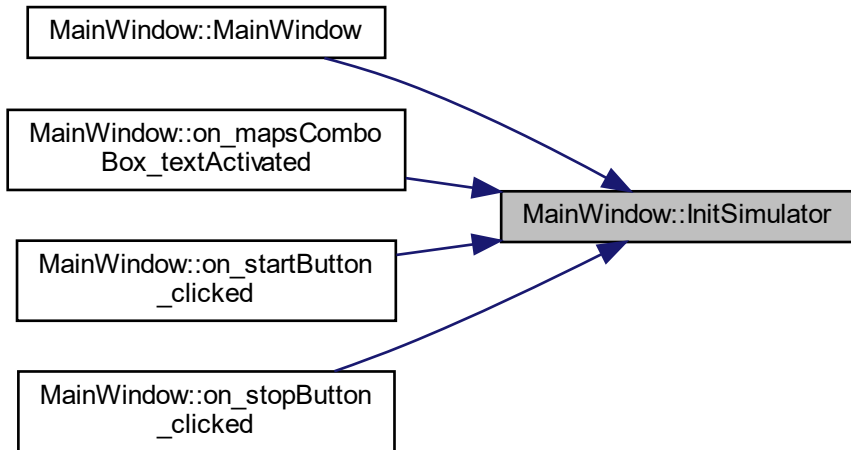 MainWindow::MainWindow
MainWindow::on_mapsCombo
Box_textActivated
MainWindow::InitSimulator
MainWindow::on_startButton
_clicked
MainWindow::on_stopButton
_clicked